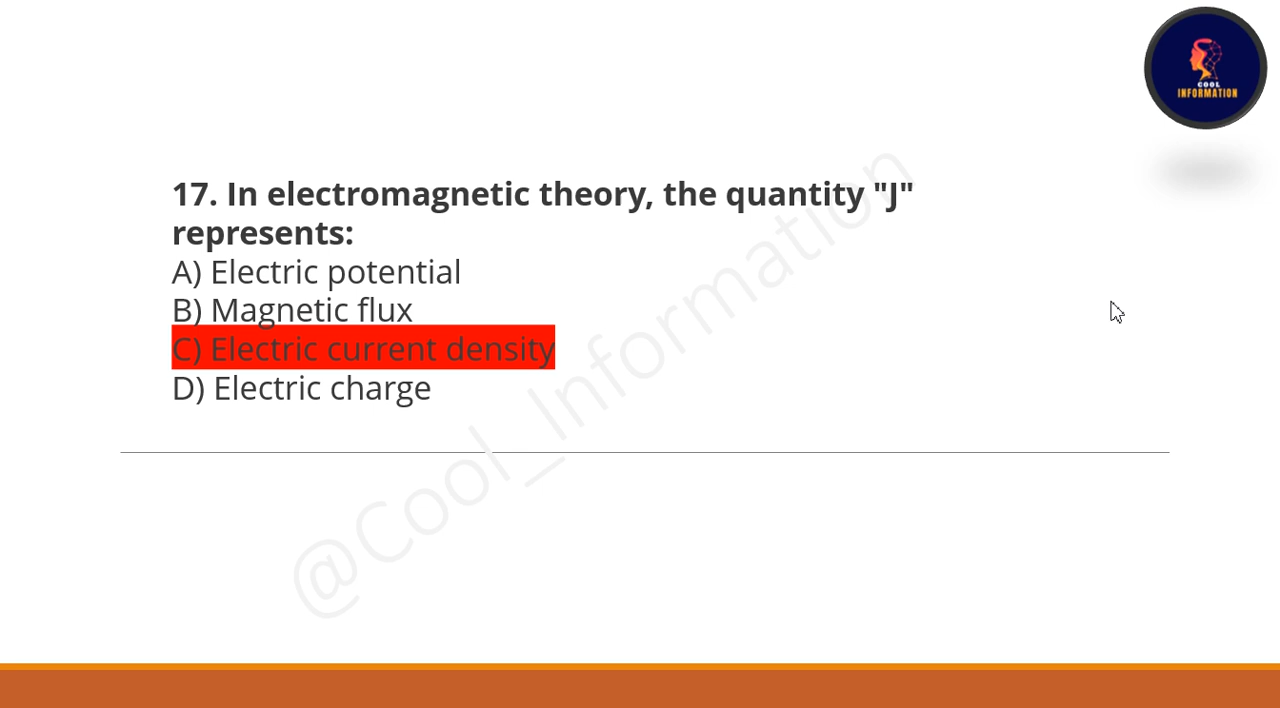 COOL
INFORMATION
17. In electromagnetic theory, the quantity "J"
represents:
A) Electric potential
B) Magnetic flux
C) Electric current density
D) Electric charge
@Cool_Information